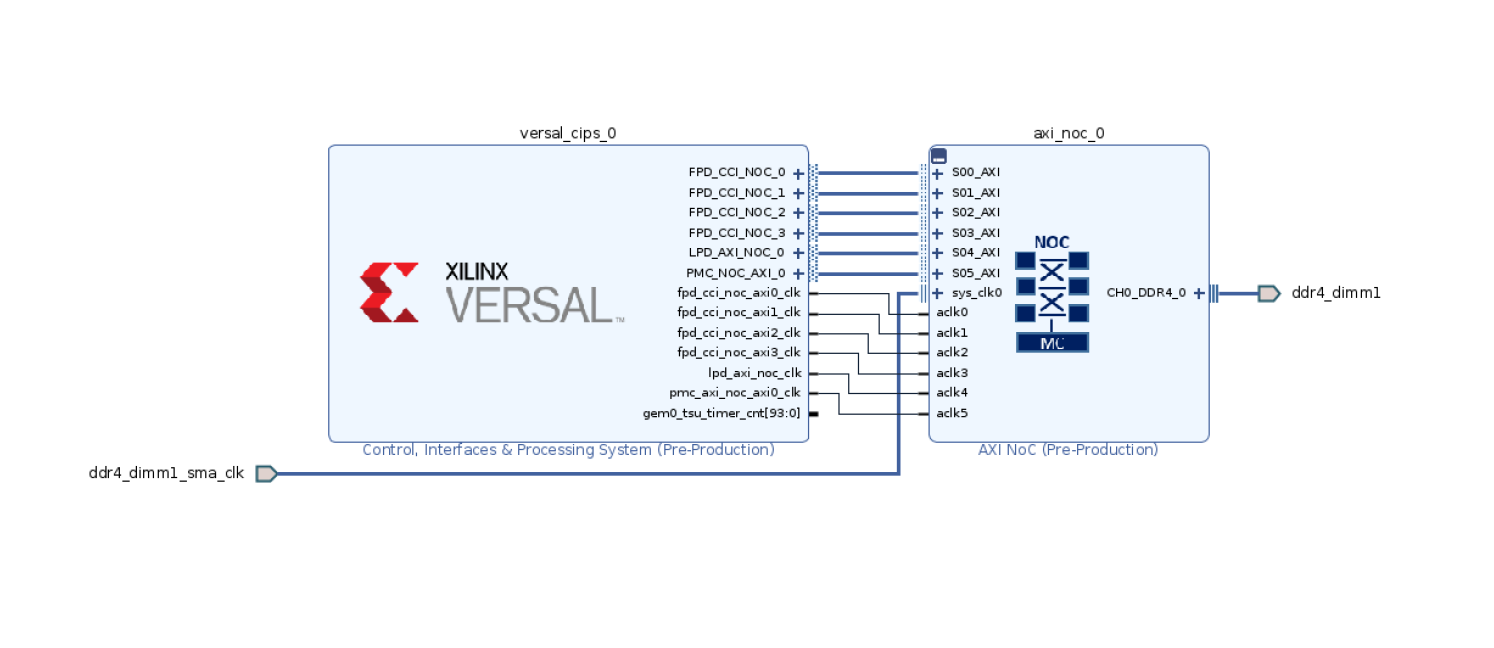 versal_cips_0
FPD_CCI_NOC_0
FPD_CCI_NOC_1
FPD_CCI_NOC_2
FPD_CCI_NOC_3
LPD_AXI_NOC_0
PMC_NOC_AXI_0
fpd_cci_noc_axi0_clk
fpd_cci_noc_axi1_clk
fpd_cci_noc_axi2_clk
fpd_cci_noc_axi3_clk
lpd_axi_noc_clk
pmc_axi_noc_axi0_clk
gem0_tsu_timer_cnt[93:0]
XILINX
VERSAL™
Control, Interfaces & Processing System (Pre-Production)
ddr4_dimm1_sma_clk
axi_noc_0
S00_AXI
S01_AXI
S02_AXI
S03_AXI
S04_AXI
S05_AXI
sys_clk0
aclk0
aclk1
aclk2
aclk3
aclk4
aclk5
NOC
MC
CH0_DDR4_0
AXI NoC (Pre-Production)
ddr4_dimm1